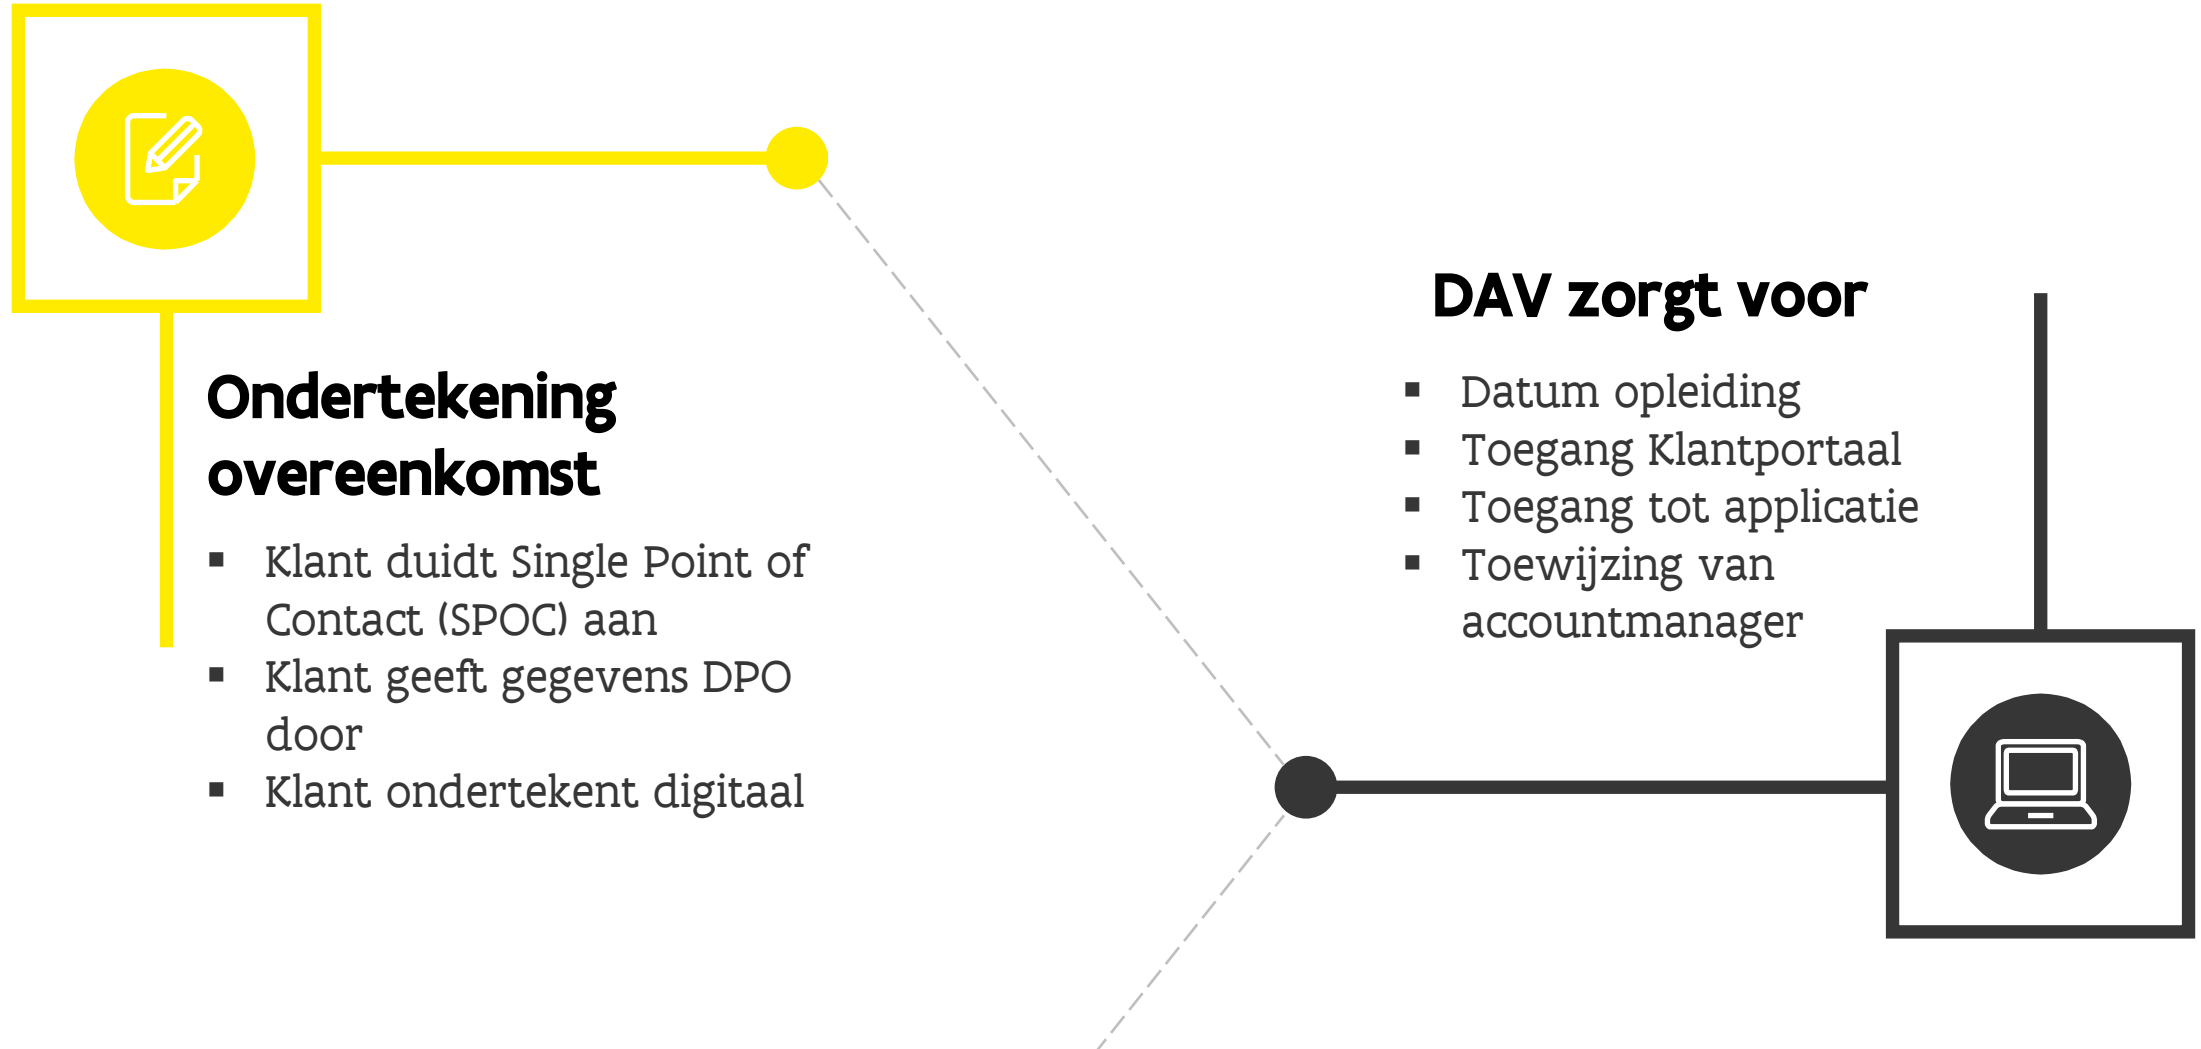 Ondertekening
overeenkomst
▪ Klant duidt Single Point of
Contact (SPOC) aan
▪ Klant geeft gegevens DPO
door
▪ Klant ondertekent digitaal
DAV zorgt voor
▪ Datum opleiding
▪ Toegang Klantportaal
▪ Toegang tot applicatie
▪ Toewijzing van
accountmanager